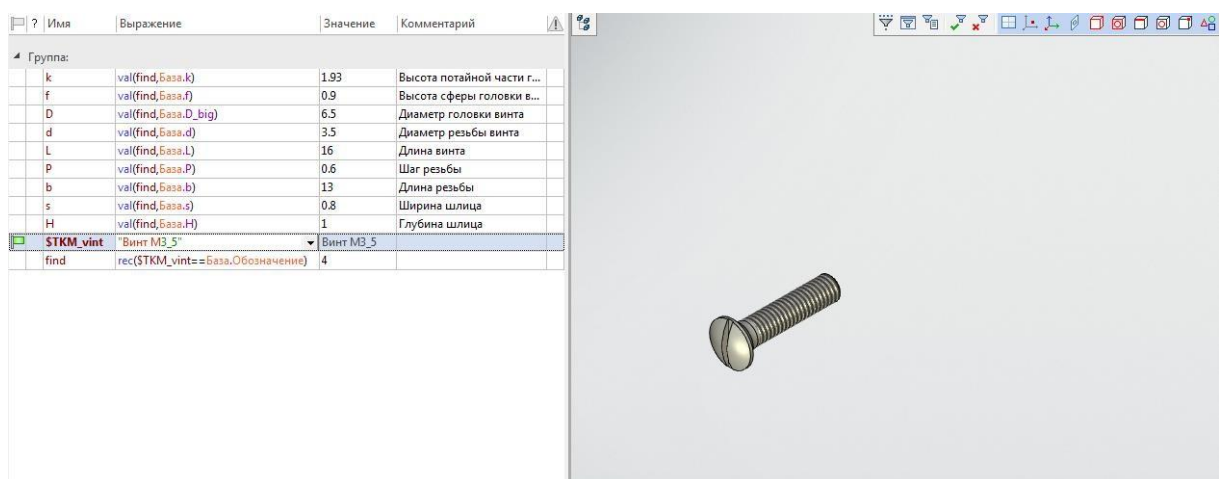 ? Имя Выражение Значение Комментарий
Группа:
k val(find,База.k) 1.93 Высота потайной части г...
f val(find,База.f) 0.9 Высота сферы головки в...
D val(find,База.D_big) 6.5 Диаметр головки винта
d val(find,База.d) 3.5 Диаметр резьбы винта
L val(find,База.L) 16 Длина винта
P val(find,База.P) 0.6 Шаг резьбы
b val(find,База.b) 13 Длина резьбы
s val(find,База.s) 0.8 Ширина шлица
H val(find,База.H) 1 Глубина шлица
$TKM_vint "Винт М3_5" Винт М3_5
find rec($TKM_vint==База.Обозначение) 4